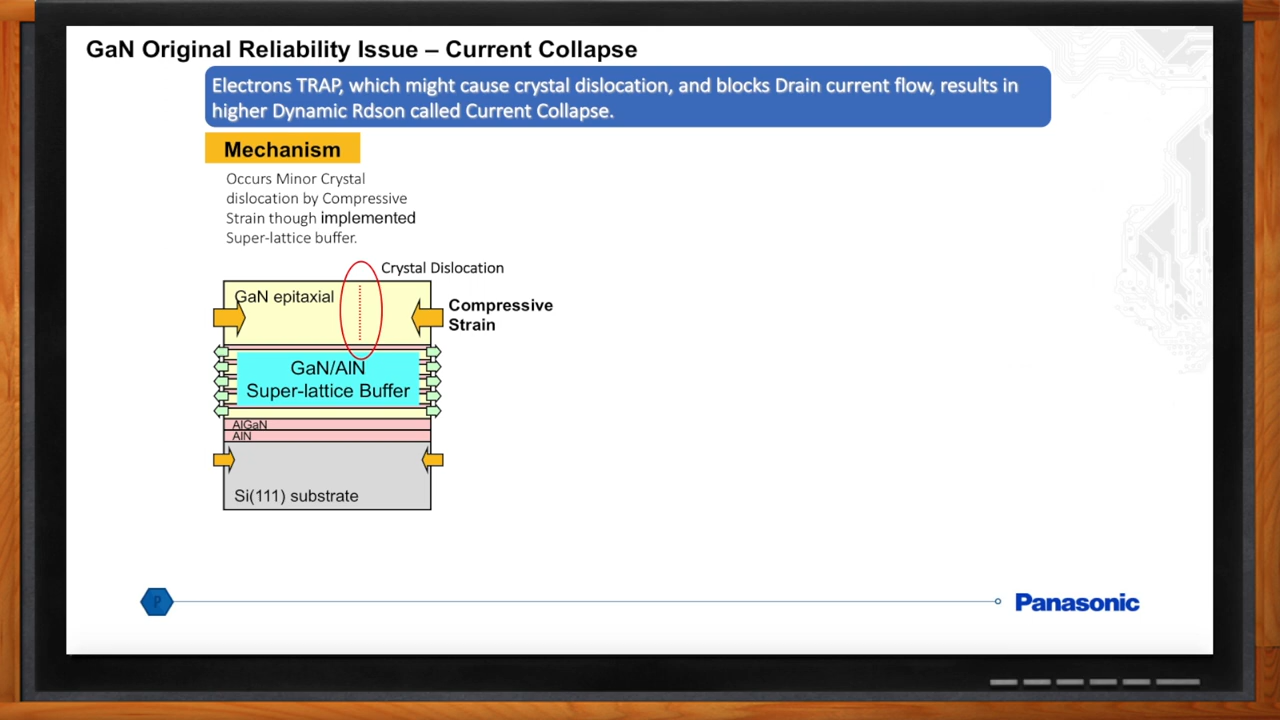 GaN Original Reliability Issue – Current Collapse
Electrons TRAP, which might cause crystal dislocation, and blocks Drain current flow, results in
higher Dynamic Rdson called Current Collapse.
Mechanism
Occurs Minor Crystal
dislocation by Compressive
Strain though implemented
Super-lattice buffer.
Crystal Dislocation
GaN epitaxial
Compressive
Strain
GaN/AlN
Super-lattice Buffer
AlGaN
AlN
Si(111) substrate
P
Panasonic